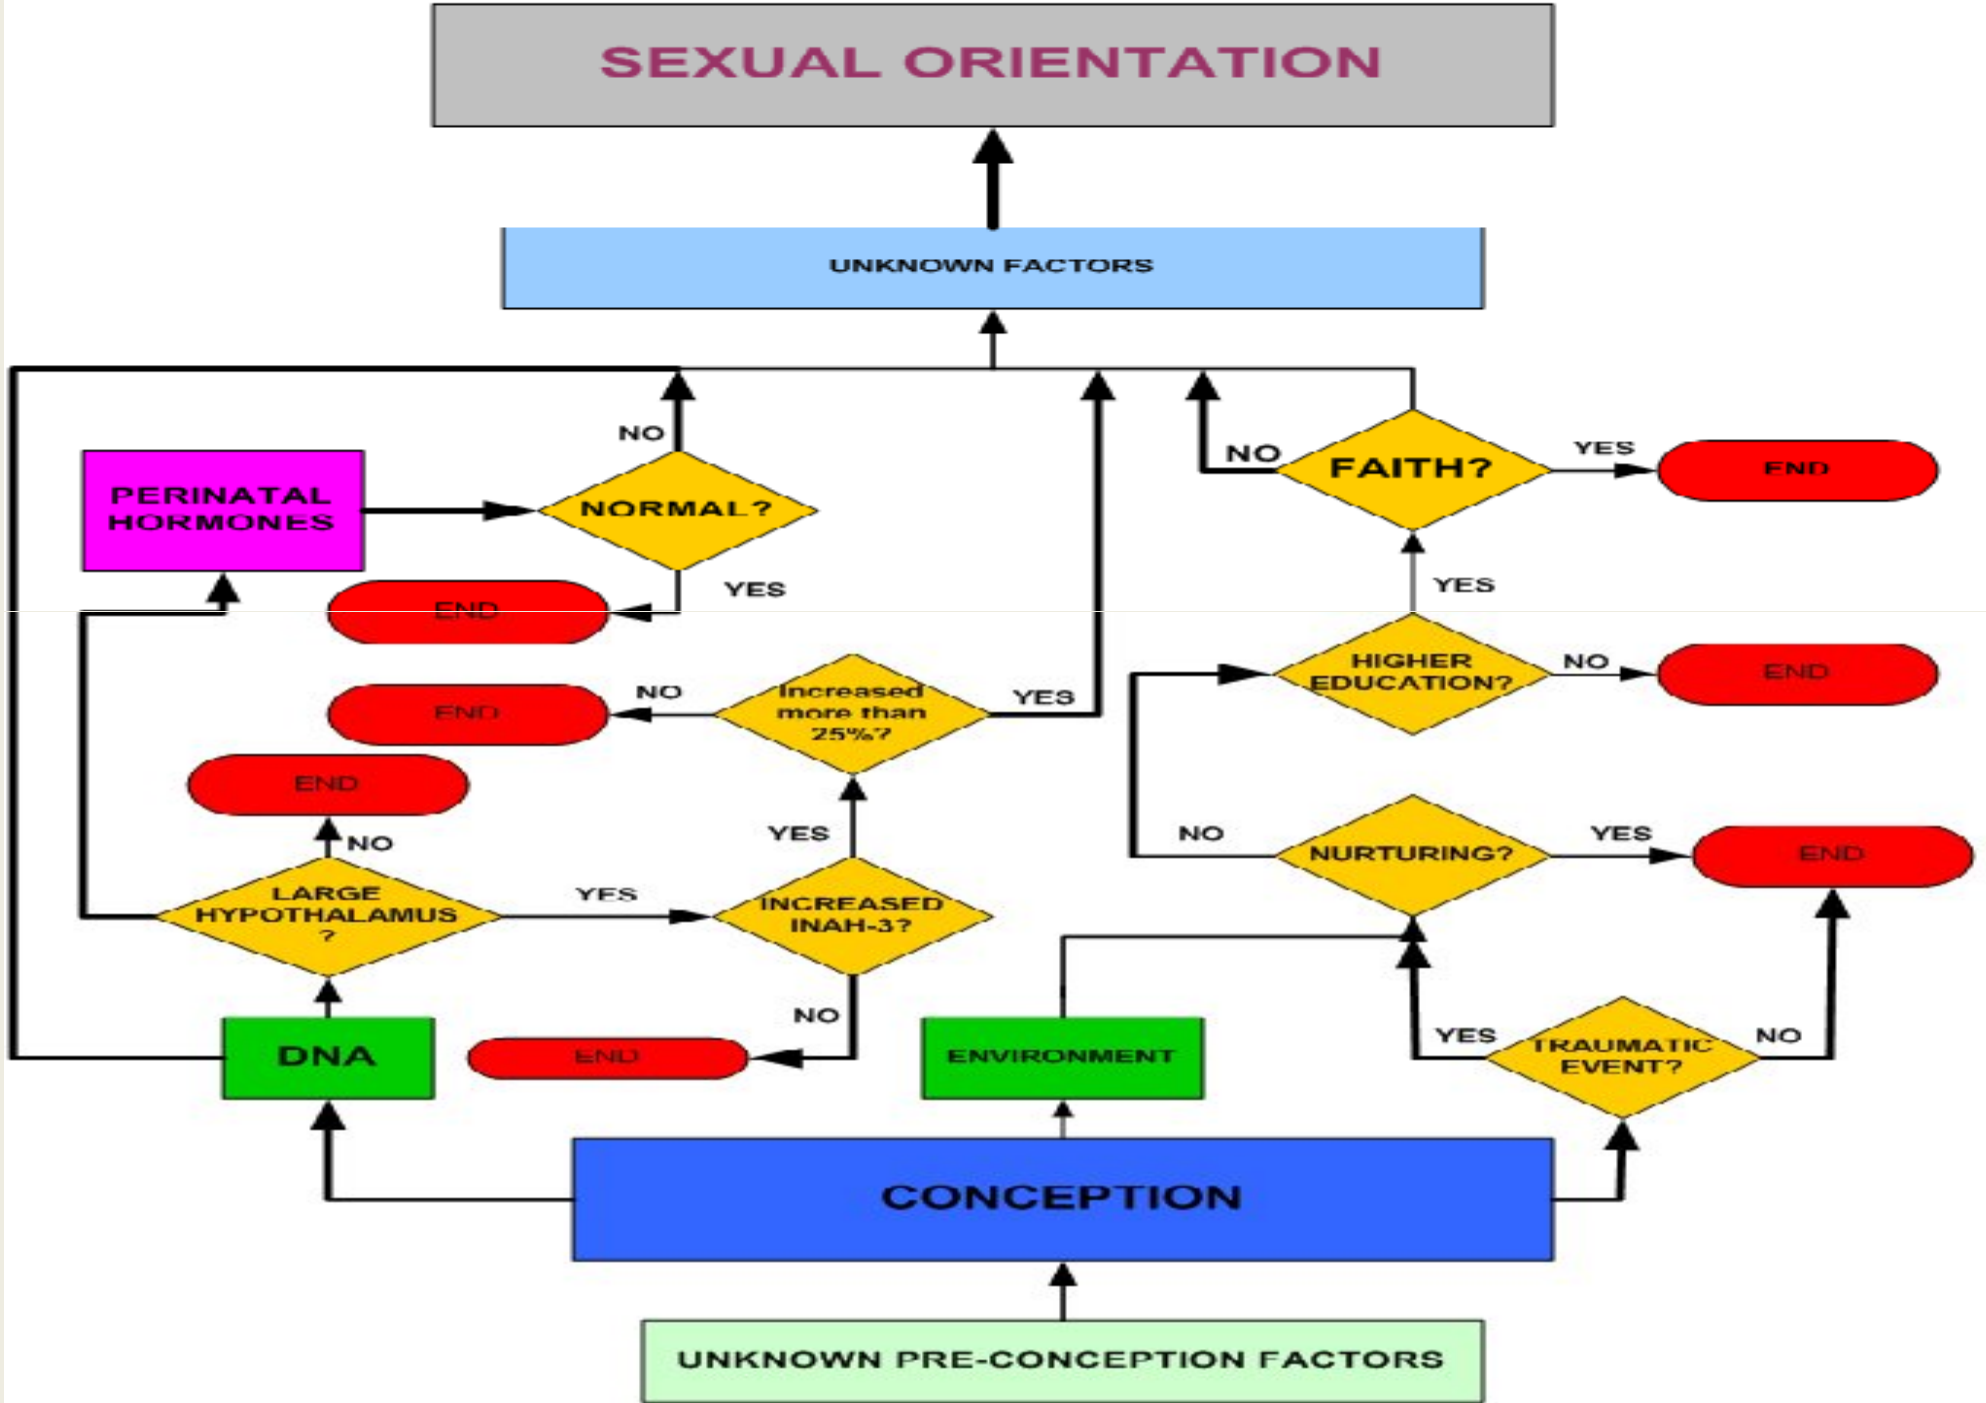 SEXUAL ORIENTATION
UNKNOWN FACTORS
NO
NO
FAITH?
YES
END
PERINATAL
HORMONES
NORMAL?
YES
END
YES
HIGHER
EDUCATION?
NO
END
END
NO
Increased
more than
25%?
YES
END
NO
YES
NO
NURTURING?
YES
END
LARGE
HYPOTHALAMUS
?
YES
INCREASED
INAH-3?
NO
DNA
END
ENVIRONMENT
YES
TRAUMATIC
EVENT?
NO
CONCEPTION
UNKNOWN PRE-CONCEPTION FACTORS